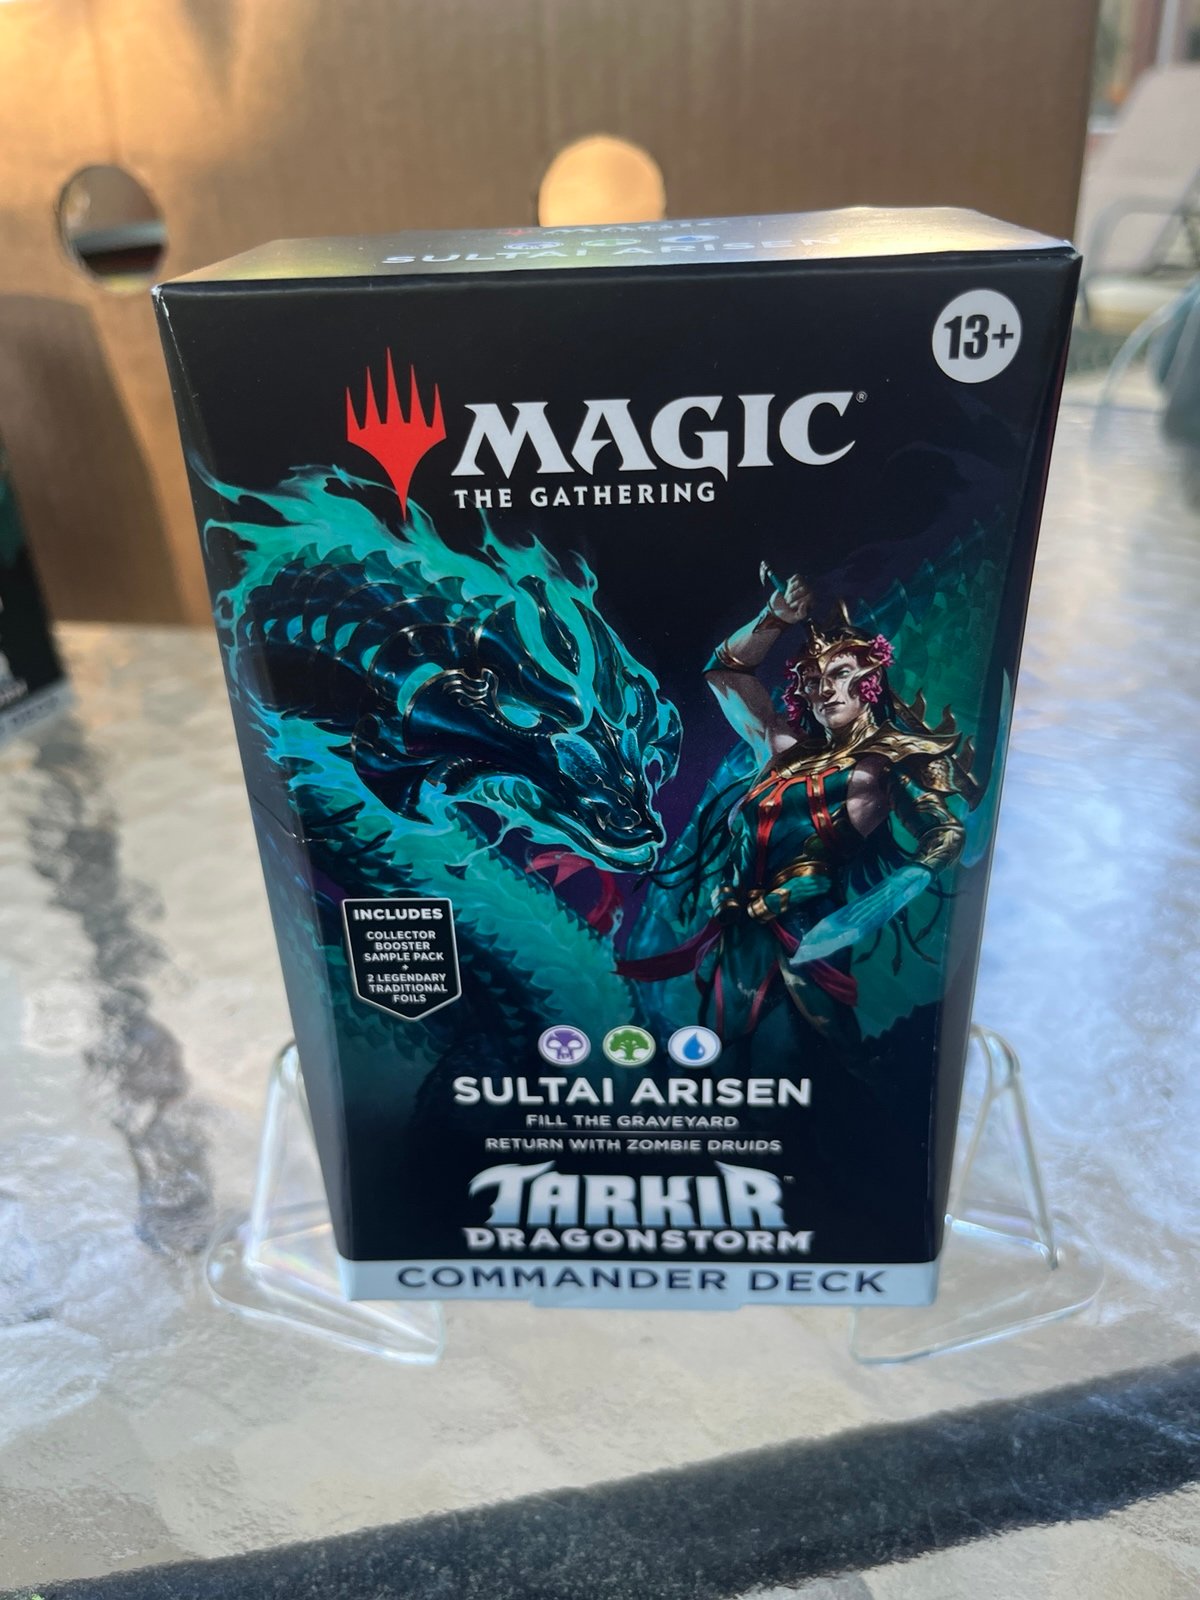 SULTAI ARISEN
13+
MAGIC®
THE GATHERING
INCLUDES
COLLECTOR
BOOSTER
SAMPLE PACK
+
2 LEGENDARY
TRADITIONAL
FOILS
SULTAI ARISEN
FILL THE GRAVEYARD
RETURN WITH ZOMBIE DRUIDS
TARKIR™
DRAGONSTORM
COMMANDER DECK